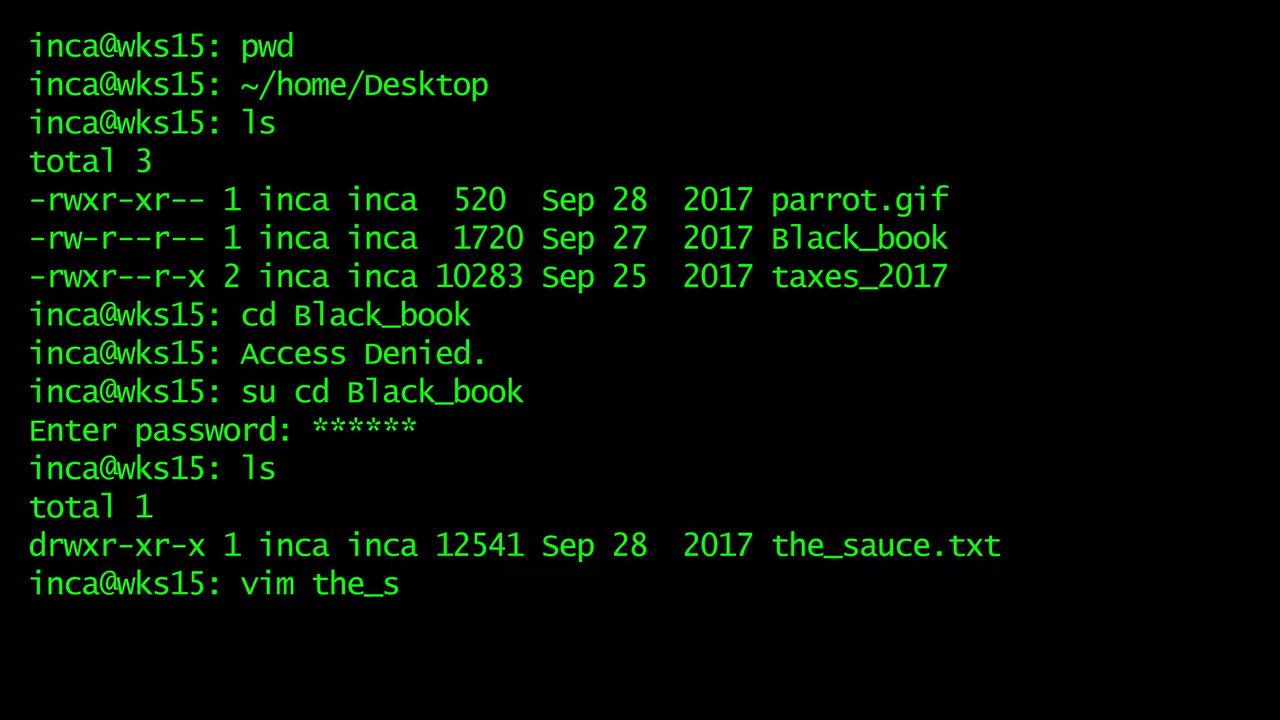 inca@wks15: pwd
inca@wks15: ~/home/Desktop
inca@wks15: ls
total 3
-rwxr-xr-- 1 inca inca  520  Sep 28  2017 parrot.gif
-rw-r--r-- 1 inca inca  1720 Sep 27  2017 Black_book
-rwxr--r-x 2 inca inca 10283 Sep 25  2017 taxes_2017
inca@wks15: cd Black_book
inca@wks15: Access Denied.
inca@wks15: su cd Black_book
Enter password: ******
inca@wks15: ls
total 1
drwxr-xr-x 1 inca inca 12541 Sep 28  2017 the_sauce.txt
inca@wks15: vim the_s